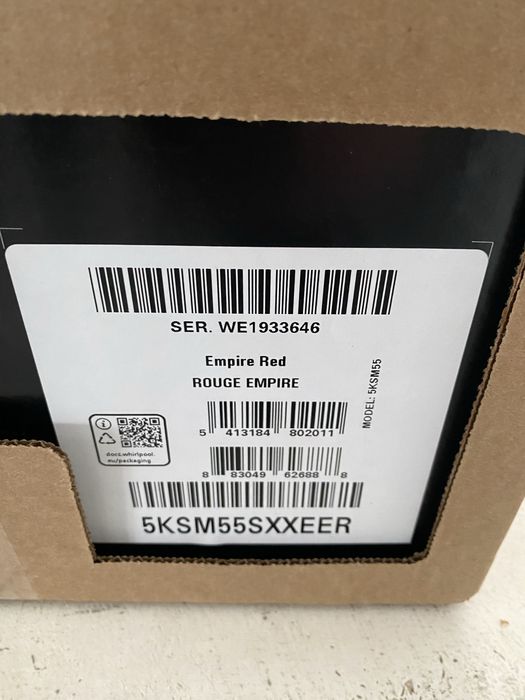 SER. WE1933646
Empire Red
ROUGE EMPIRE
MODEL: 5KSM55
5 413184 802011
i
docs.whirlpool.
eu/packaging
8 83049 62688 8
5KSM55SXXEER